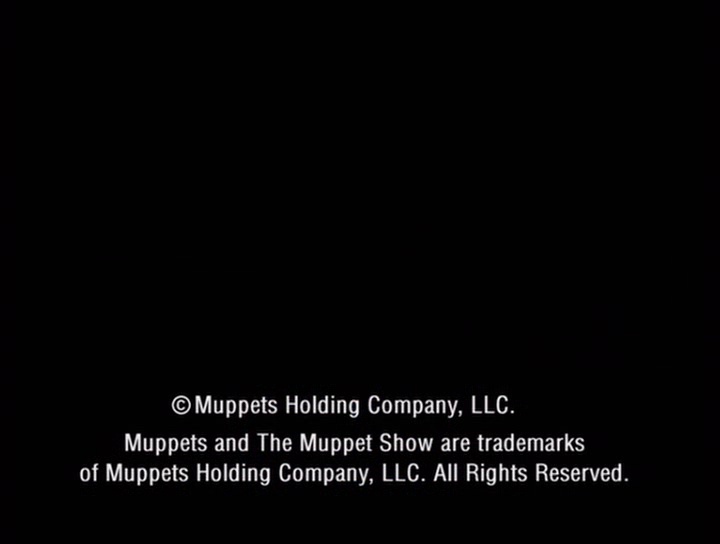 ©Muppets Holding Company, LLC.
Muppets and The Muppet Show are trademarks
of Muppets Holding Company, LLC. All Rights Reserved.